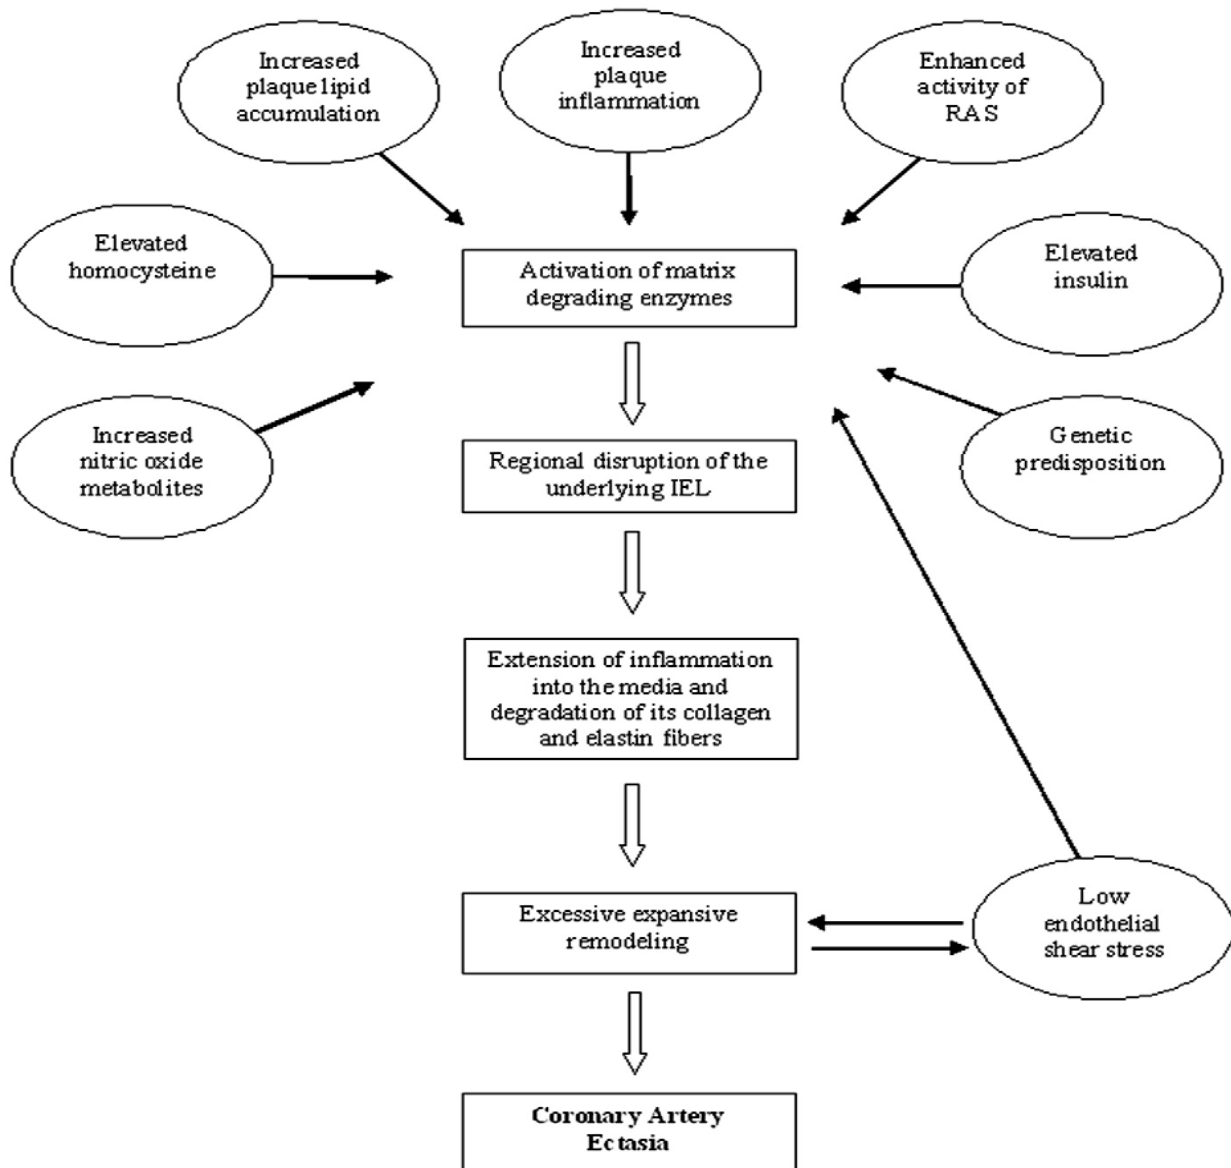 Increased
plaque lipid
accumulation
Increased
plaque
inflammation
Enhanced
activity of
RAS
Elevated
homocysteine
Activation of matrix
degrading enzymes
Elevated
insulin
Increased
nitric oxide
metabolites
Regional disruption of the
underlying IEL
Genetic
predisposition
Extension of inflammation
into the media and
degradation of its collagen
and elastin fibers
Excessive expansive
remodeling
Low
endothelial
shear stress
Coronary Artery
Ectasia